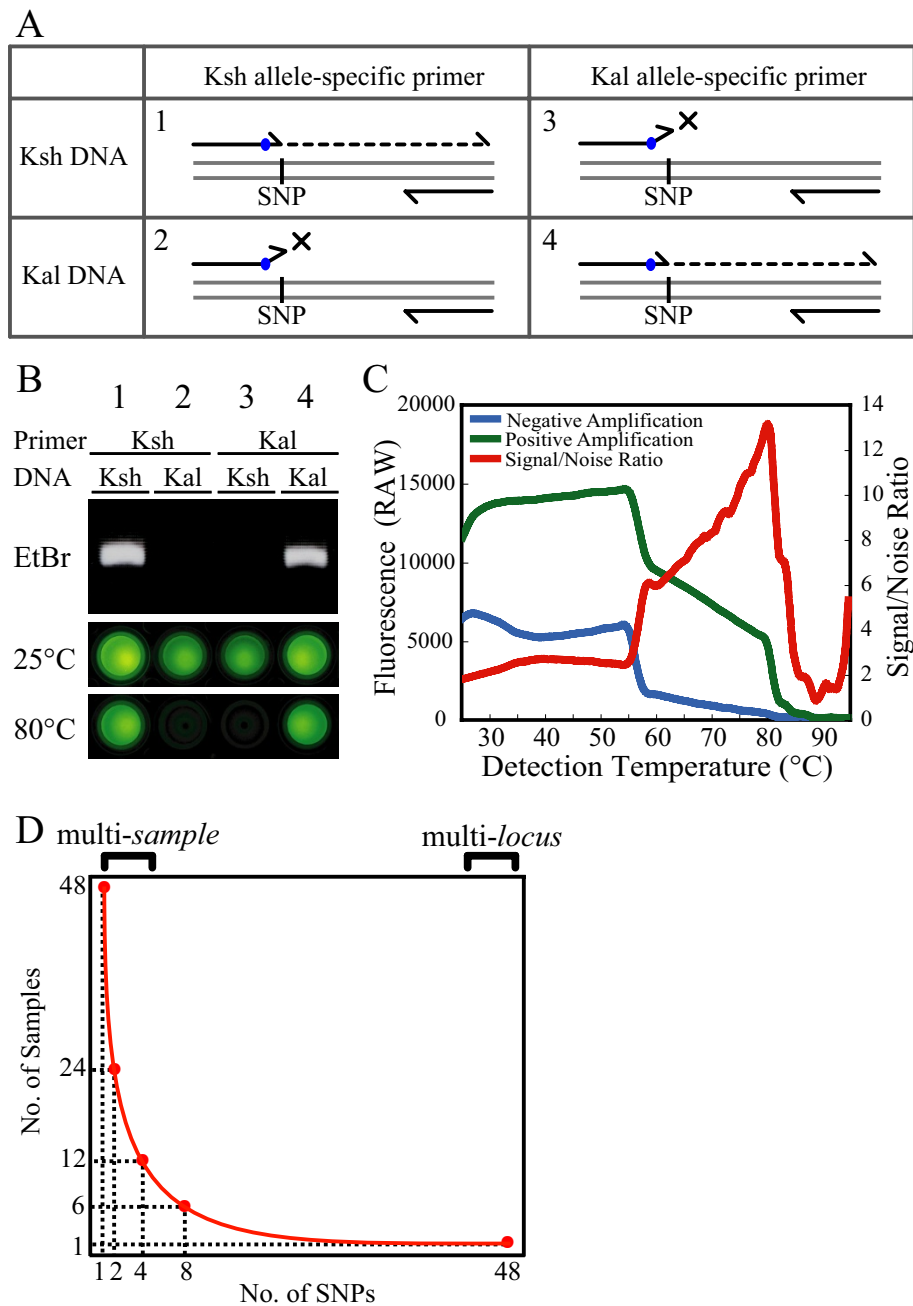 A
Ksh allele-specific primer
Kal allele-specific primer
Ksh DNA
1
SNP
3
SNP
Kal DNA
2
SNP
4
SNP
B
1 2 3 4
Primer Ksh Kal
DNA Ksh Kal Ksh Kal
EtBr
25°C
80°C
C
Negative Amplification
Positive Amplification
Signal/Noise Ratio
Fluorescence (RAW)
20000
15000
10000
5000
0
Signal/Noise Ratio
14
12
10
8
6
4
2
0
30 40 50 60 70 80 90
Detection Temperature (°C)
D
multi-sample
multi-locus
No. of Samples
48
24
12
6
1
1 2 4 8 48
No. of SNPs